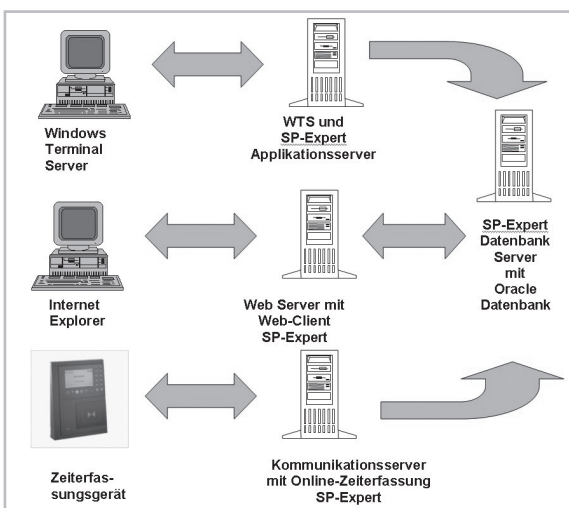 Windows
Terminal
Server
WTS und
SP-Expert
Applikationsserver
SP-Expert
Datenbank
Server
mit
Oracle
Datenbank
Internet
Explorer
Web Server mit
Web-Client
SP-Expert
Zeiterfas-
sungsgerät
Kommunikationsserver
mit Online-Zeiterfassung
SP-Expert